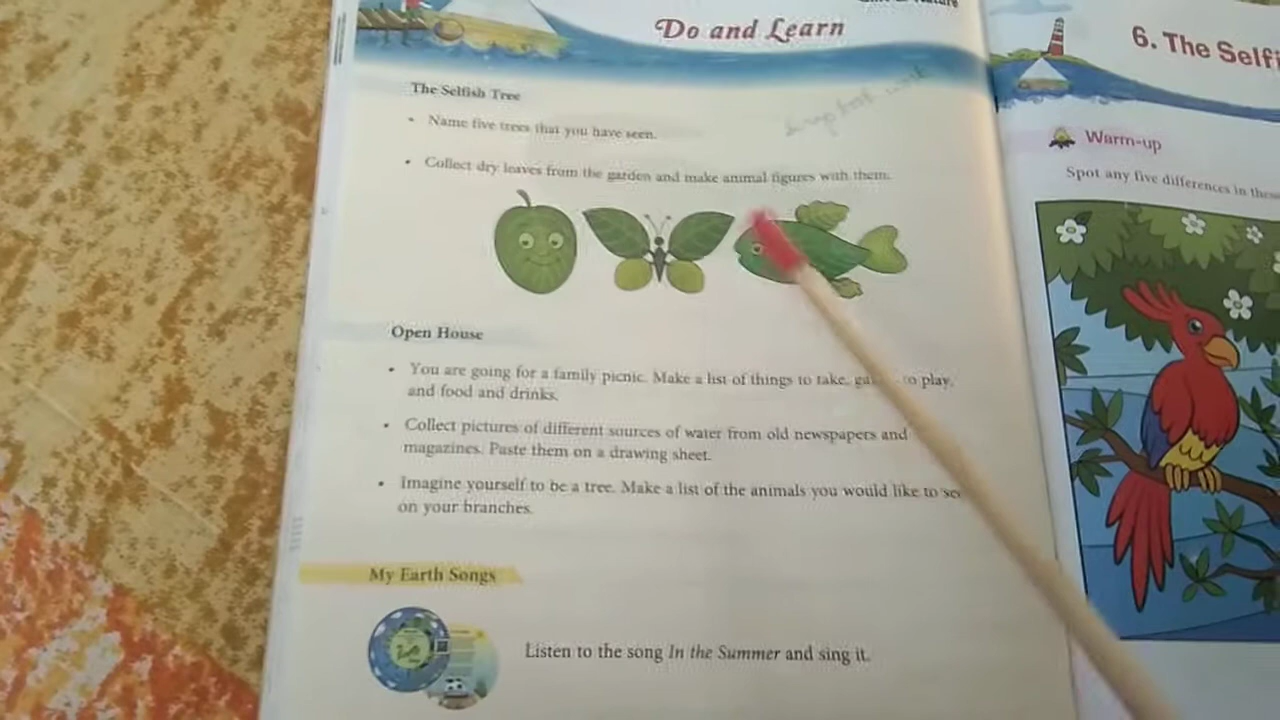 Nature
Do and Learn
The Selfish Tree
• Name five trees that you have seen.
• Collect dry leaves from the garden and make animal figures with them.
Open House
• You are going for a family picnic. Make a list of things to take, to play,
and food and drinks.
• Collect pictures of different sources of water from old newspapers and
magazines. Paste them on a drawing sheet.
• Imagine yourself to be a tree. Make a list of the animals you would like to
on your branches.
My Earth Songs
Listen to the song In the Summer and sing it.
6. The Selfi
Warm-up
Spot any five differences in these